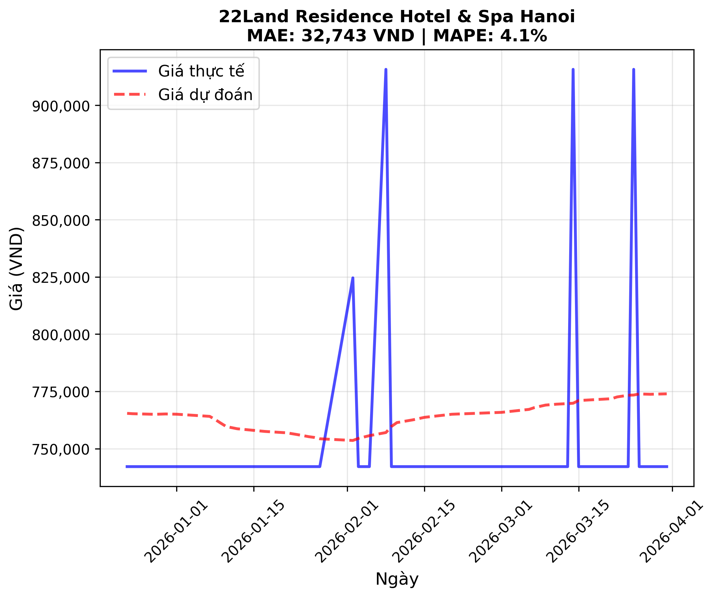 22Land Residence Hotel & Spa Hanoi
MAE: 32,743 VND | MAPE: 4.1%
Giá thực tế
Giá dự đoán
Giá (VND)
900,000
875,000
850,000
825,000
800,000
775,000
750,000
2026-01-01
2026-01-15
2026-02-01
2026-02-15
2026-03-01
2026-03-15
2026-04-01
Ngày